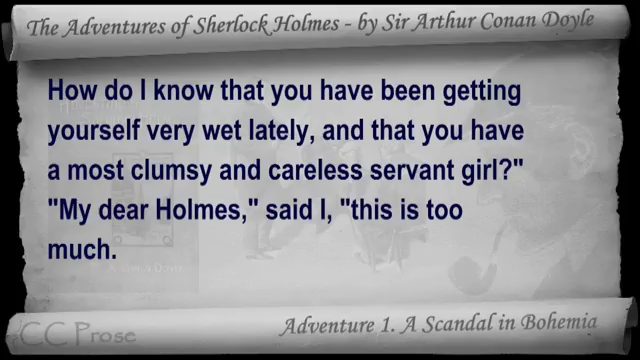 The Adventures of Sherlock Holmes - by Sir Arthur Conan Doyle
How do I know that you have been getting
yourself very wet lately, and that you have
a most clumsy and careless servant girl?"
"My dear Holmes," said I, "this is too
much.
Adventure 1. A Scandal in Bohemia
CC Prose